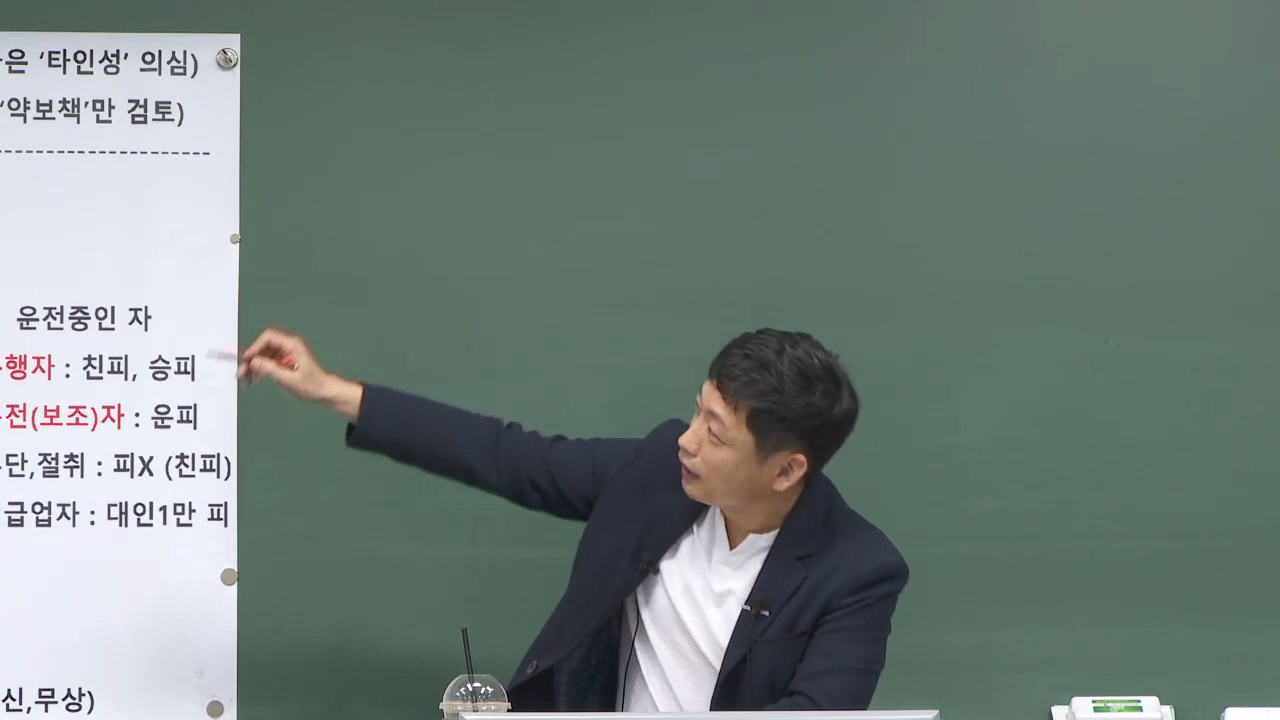 은 ‘타인성’ 의심)
‘약보책’만 검토)
운전중인 자
행자 : 친피, 승피
전(보조)자 : 운피
단,절취 : 피X (친피)
급업자 : 대인1만 피
신,무상)